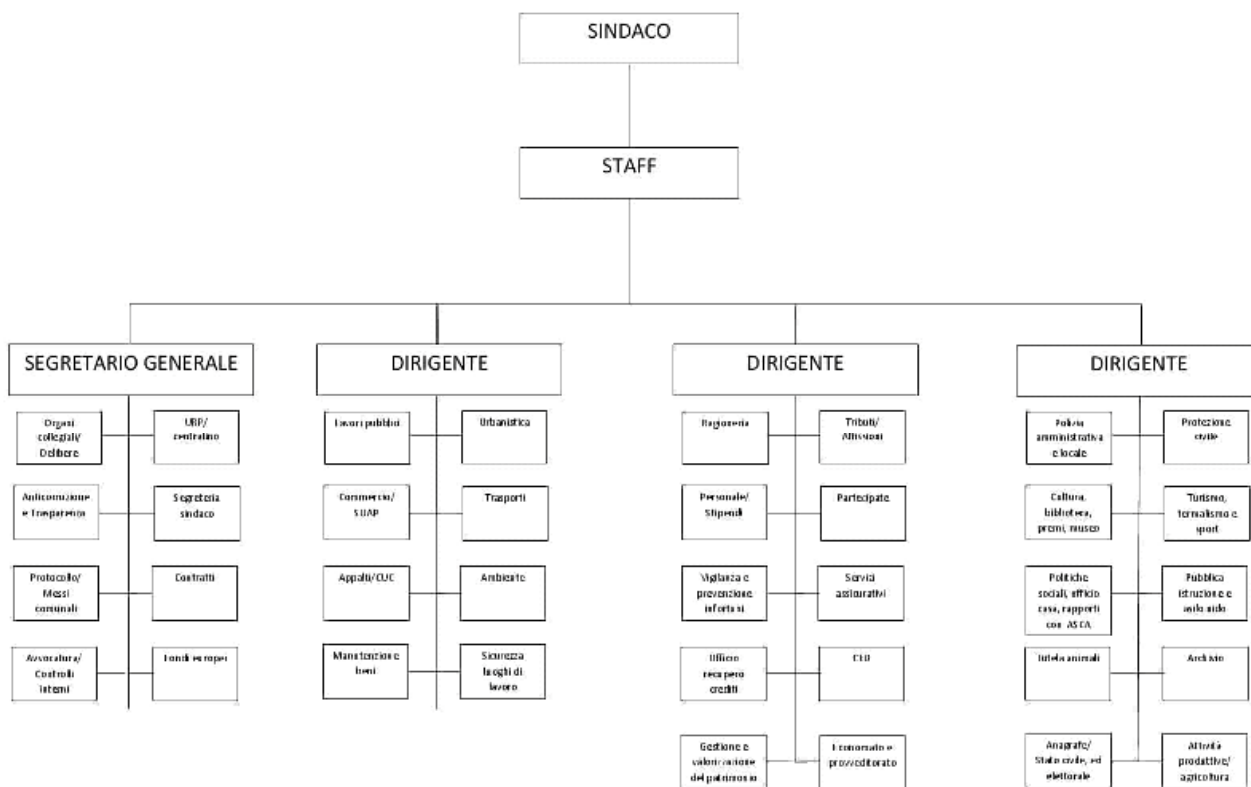 SINDACO
STAFF
SEGRETARIO GENERALE
DIRIGENTE
DIRIGENTE
DIRIGENTE
Organi
collegiali/
Delibere
URP/
centralino
Anticorruzione
e Trasparenza
Segreteria
sindaco
Protocollo/
Messi
comunali
Contratti
Avvocatura/
Controlli
interni
Fondi europei
Lavori pubblici
Urbanistica
Commercio/
SUAP
Trasporti
Appalti/CUC
Ambiente
Manutenzione
beni
Sicurezza
luoghi di
lavoro
Ragioneria
Tributi/
Affissioni
Personale/
Stipendi
Partecipate
Vigilanza e
prevenzione
infortuni
Servizi
assicurativi
Ufficio
recupero
crediti
CED
Gestione e
valorizzazione
del patrimonio
Economato e
provveditorato
Polizia
amministrativa
e locale
Protezione
civile
Cultura,
biblioteca,
premi, museo
Turismo,
termalismo e
sport
Politiche
sociali, ufficio
casa, rapporti
con ASCA
Pubblica
istruzione e
asilo nido
Tutela animali
Archivio
Anagrafe/
Stato civile, ed
elettorale
Attività
produttive/
agricoltura